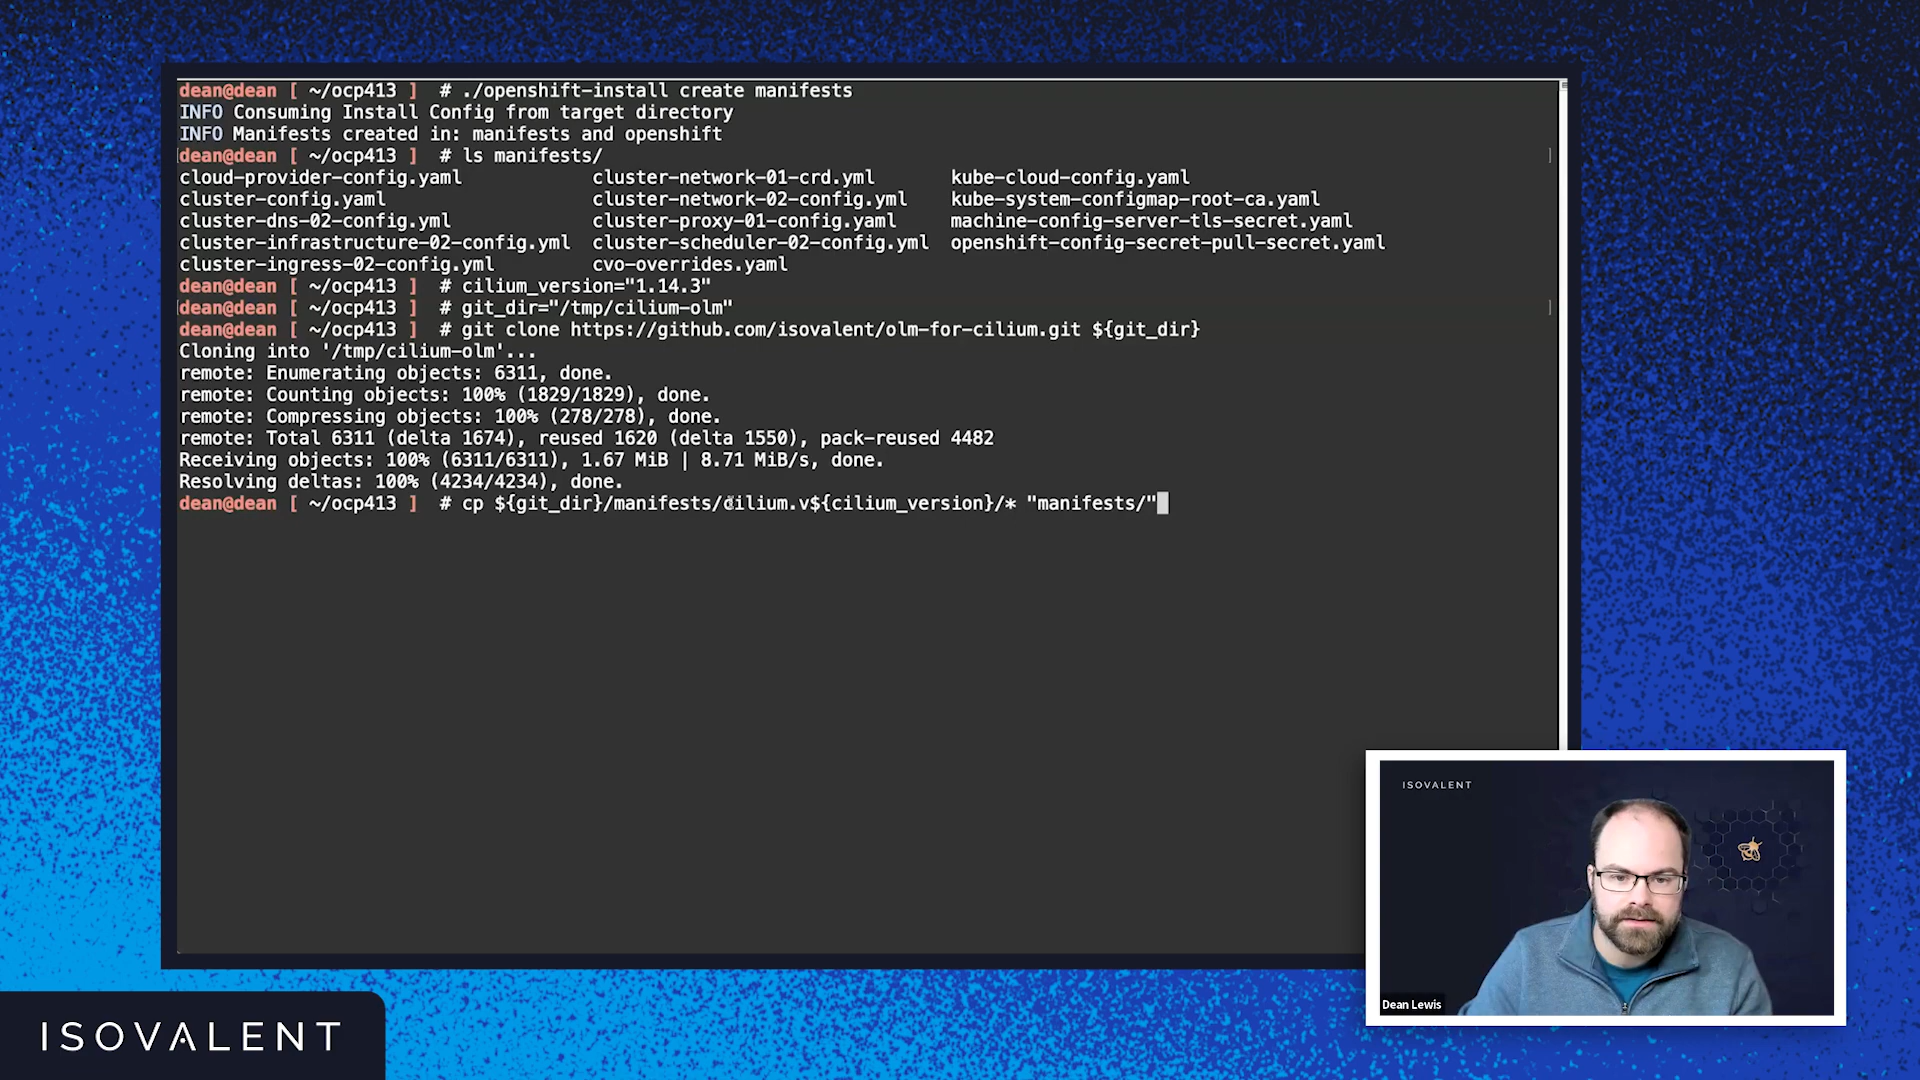 dean@dean [ ~/ocp413 ]  # ./openshift-install create manifests
INFO Consuming Install Config from target directory
INFO Manifests created in: manifests and openshift
dean@dean [ ~/ocp413 ]  # ls manifests/
cloud-provider-config.yaml            cluster-network-01-crd.yml       kube-cloud-config.yaml
cluster-config.yaml                   cluster-network-02-config.yml    kube-system-configmap-root-ca.yaml
cluster-dns-02-config.yml             cluster-proxy-01-config.yaml     machine-config-server-tls-secret.yaml
cluster-infrastructure-02-config.yml  cluster-scheduler-02-config.yml  openshift-config-secret-pull-secret.yaml
cluster-ingress-02-config.yml         cvo-overrides.yaml
dean@dean [ ~/ocp413 ]  # cilium_version="1.14.3"
dean@dean [ ~/ocp413 ]  # git_dir="/tmp/cilium-olm"
dean@dean [ ~/ocp413 ]  # git clone https://github.com/isovalent/olm-for-cilium.git ${git_dir}
Cloning into '/tmp/cilium-olm'...
remote: Enumerating objects: 6311, done.
remote: Counting objects: 100% (1829/1829), done.
remote: Compressing objects: 100% (278/278), done.
remote: Total 6311 (delta 1674), reused 1620 (delta 1550), pack-reused 4482
Receiving objects: 100% (6311/6311), 1.67 MiB | 8.71 MiB/s, done.
Resolving deltas: 100% (4234/4234), done.
dean@dean [ ~/ocp413 ]  # cp ${git_dir}/manifests/cilium.v${cilium_version}/* "manifests/"
ISOVALENT
Dean Lewis
ISOVALENT